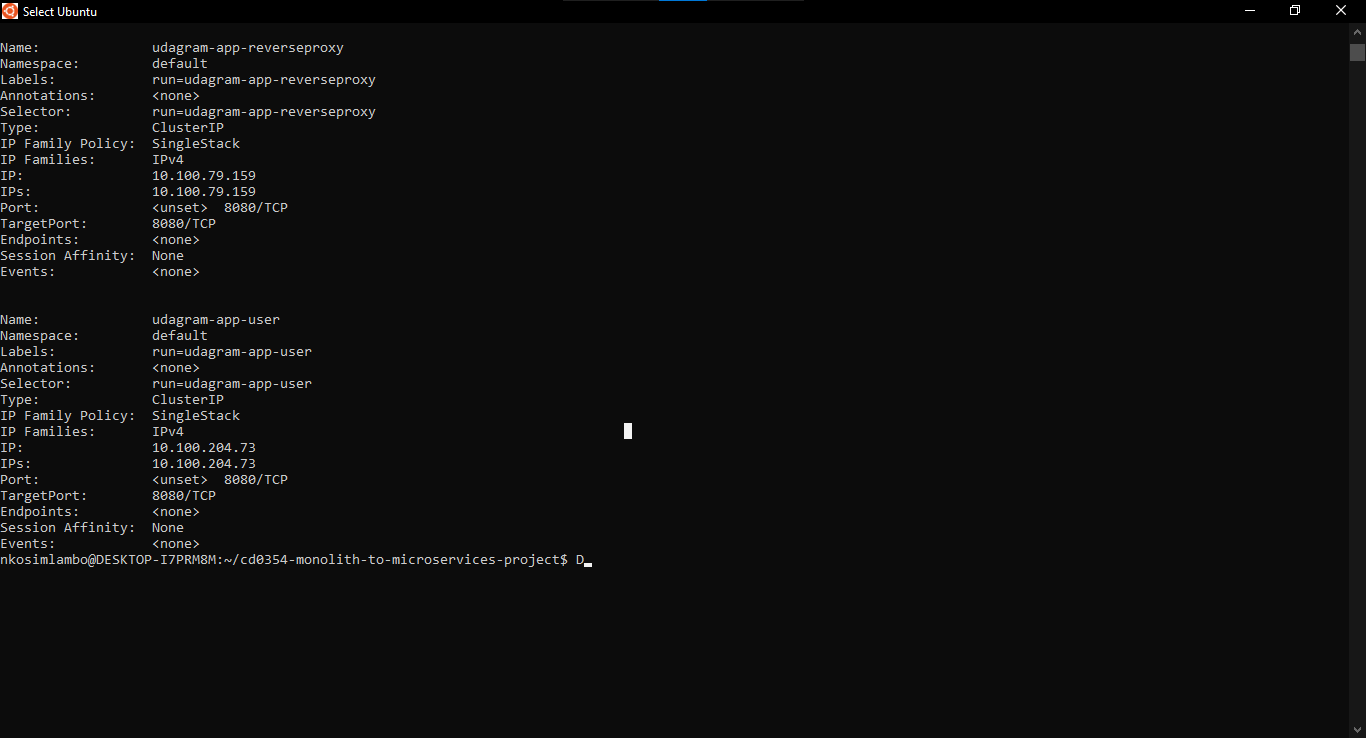 Select Ubuntu
Name: udagram-app-reverseproxy
Namespace: default
Labels: run=udagram-app-reverseproxy
Annotations: <none>
Selector: run=udagram-app-reverseproxy
Type: ClusterIP
IP Family Policy: SingleStack
IP Families: IPv4
IP: 10.100.79.159
IPs: 10.100.79.159
Port: <unset> 8080/TCP
TargetPort: 8080/TCP
Endpoints: <none>
Session Affinity: None
Events: <none>
Name: udagram-app-user
Namespace: default
Labels: run=udagram-app-user
Annotations: <none>
Selector: run=udagram-app-user
Type: ClusterIP
IP Family Policy: SingleStack
IP Families: IPv4
IP: 10.100.204.73
IPs: 10.100.204.73
Port: <unset> 8080/TCP
TargetPort: 8080/TCP
Endpoints: <none>
Session Affinity: None
Events: <none>
nkosimlambo@DESKTOP-I7PRM8M:~/cd0354-monolith-to-microservices-project$ D